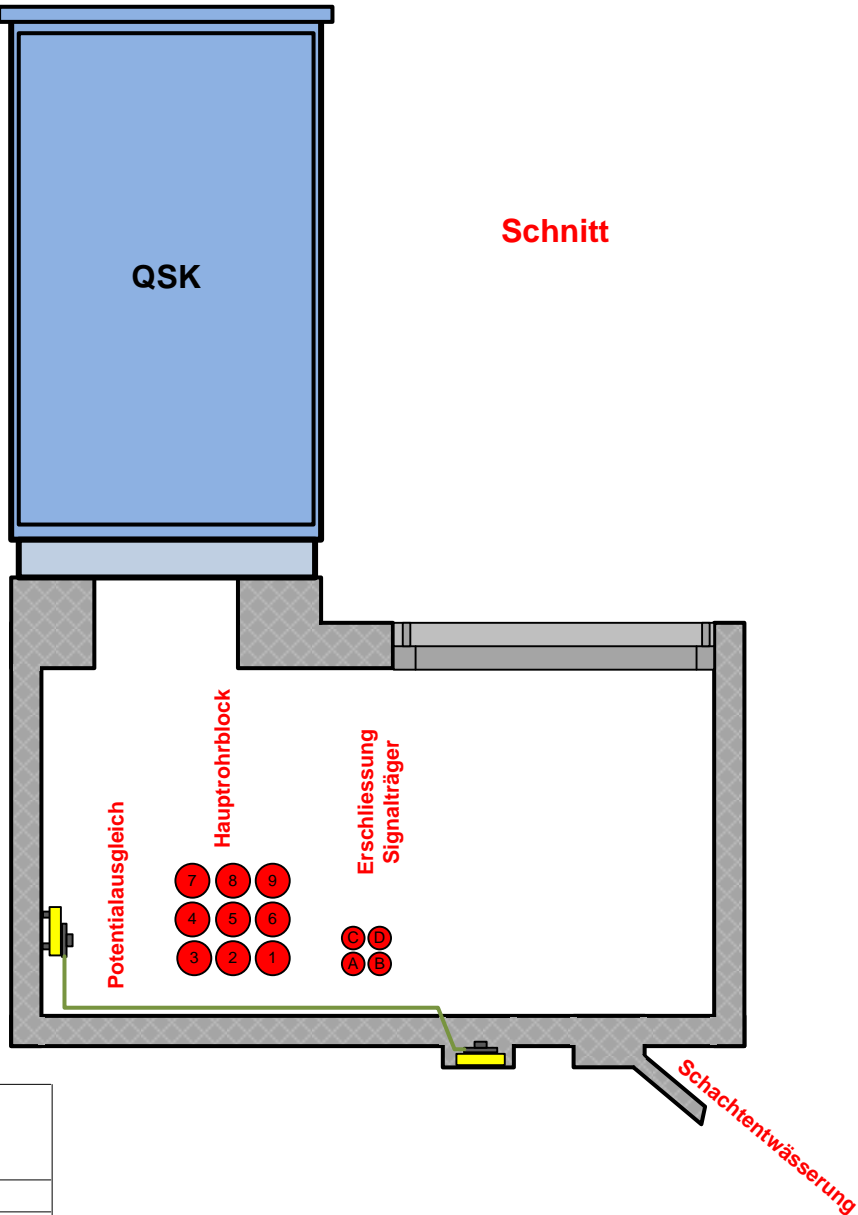 QSK
Schnitt
Potentialausgleich
Hauptrohrblock
Erschliessung
Signalträger
7 8 9
4 5 6
3 2 1
C D
A B
Schachtentwässerung